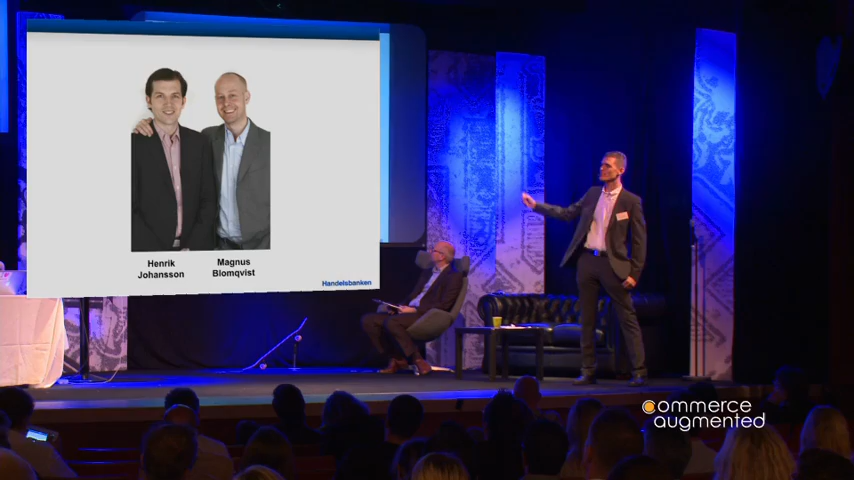 Henrik
Johansson
Magnus
Blomqvist
Handelsbanken
commerce
augmented